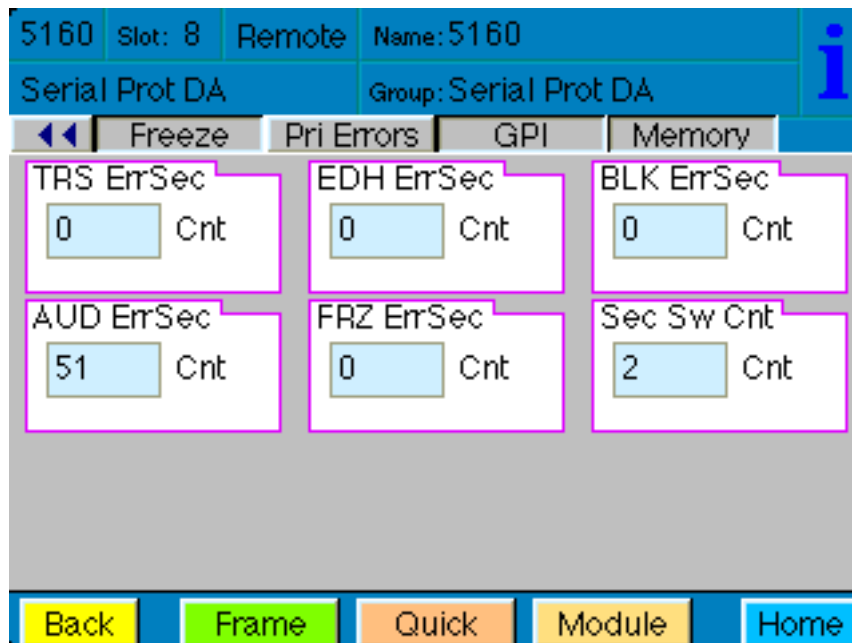 5160 Slot: 8 Remote Name: 5160
Serial Prot DA Group: Serial Prot DA
i
Freeze Pri Errors GPI Memory
TRS ErrSec EDH ErrSec BLK ErrSec
0 Cnt 0 Cnt 0 Cnt
AUD ErrSec FRZ ErrSec Sec Sw Cnt
51 Cnt 0 Cnt 2 Cnt
Back Frame Quick Module Home